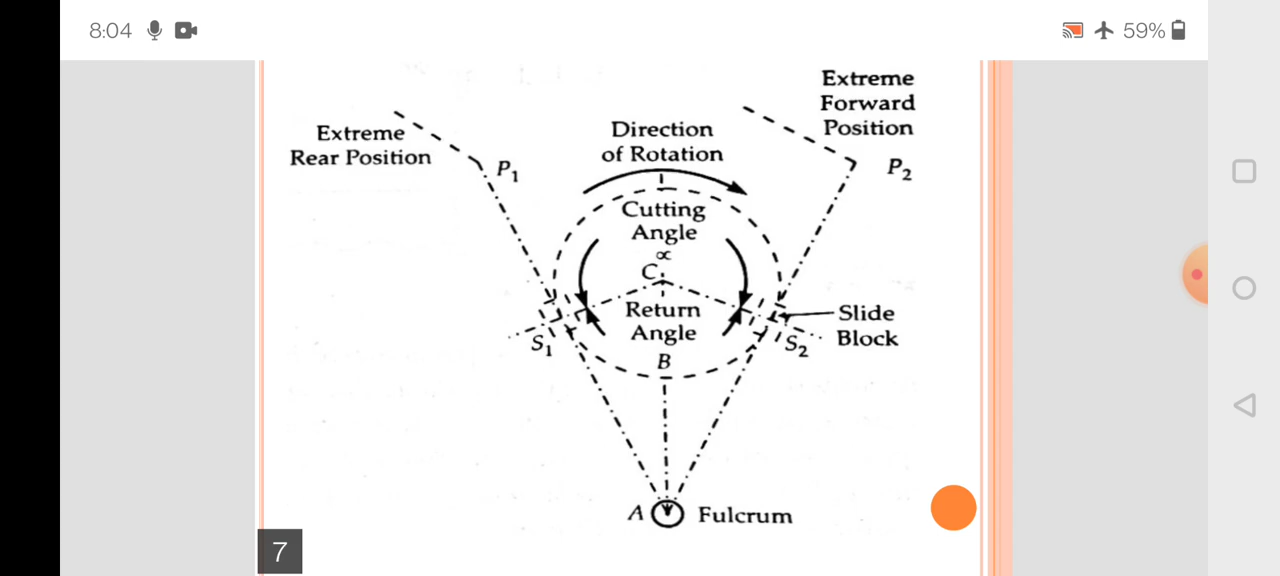 8:04
59%
Extreme
Forward
Position
Extreme
Rear Position
Direction
of Rotation
P1
P2
Cutting
Angle
∝
C
Return
Angle
B
Slide
Block
S1
S2
A
Fulcrum
7